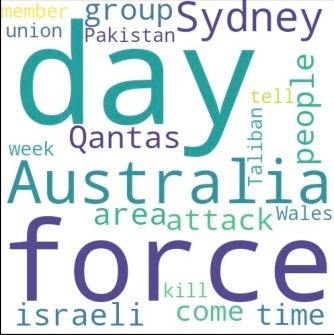 member group Sydney
union Pakistan
day
Qantas tell people
week Taliban
Australia
area attack Wales
force
kill
israeli come time